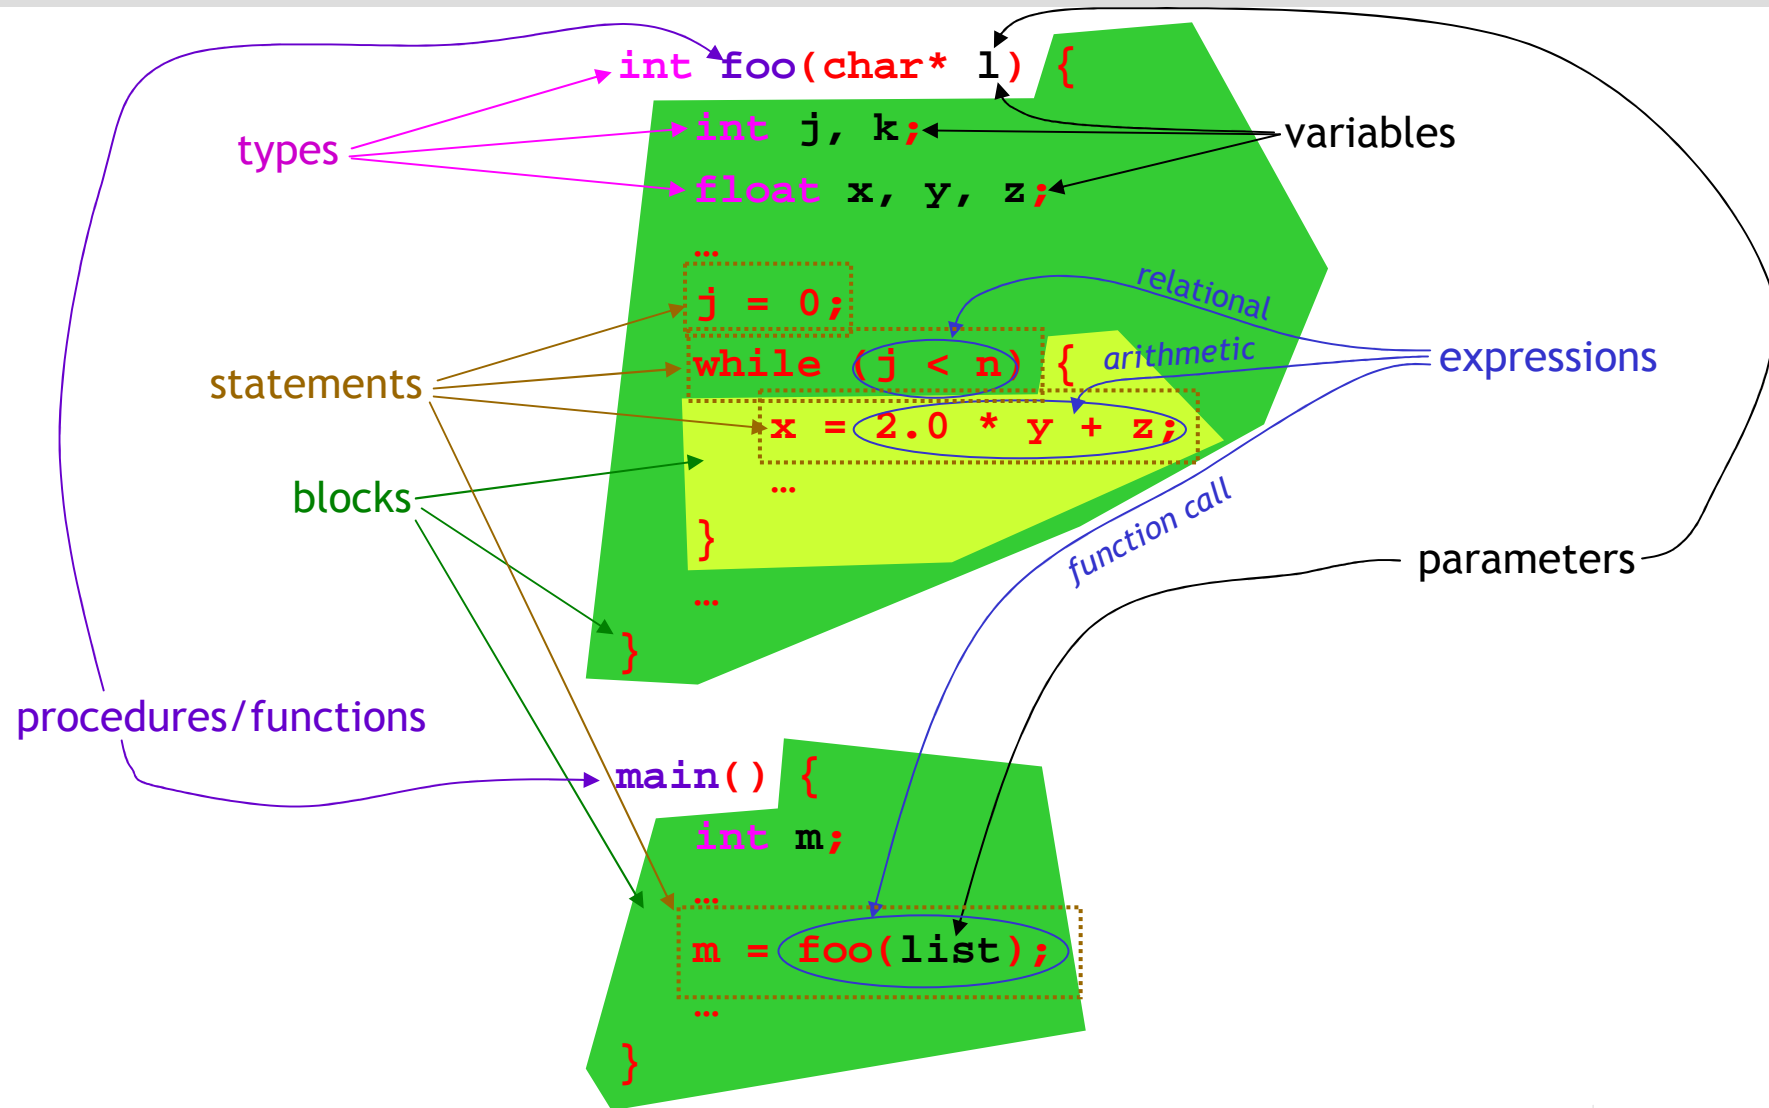 int foo(char* l) {
int j, k;
types
variables
float x, y, z;
…
relational
j = 0;
arithmetic
expressions
while (j < n) {
statements
x = 2.0 * y + z;
blocks
…
function call
}
parameters
…
}
procedures/functions
main() {
int m;
…
m = foo(list);
…
}